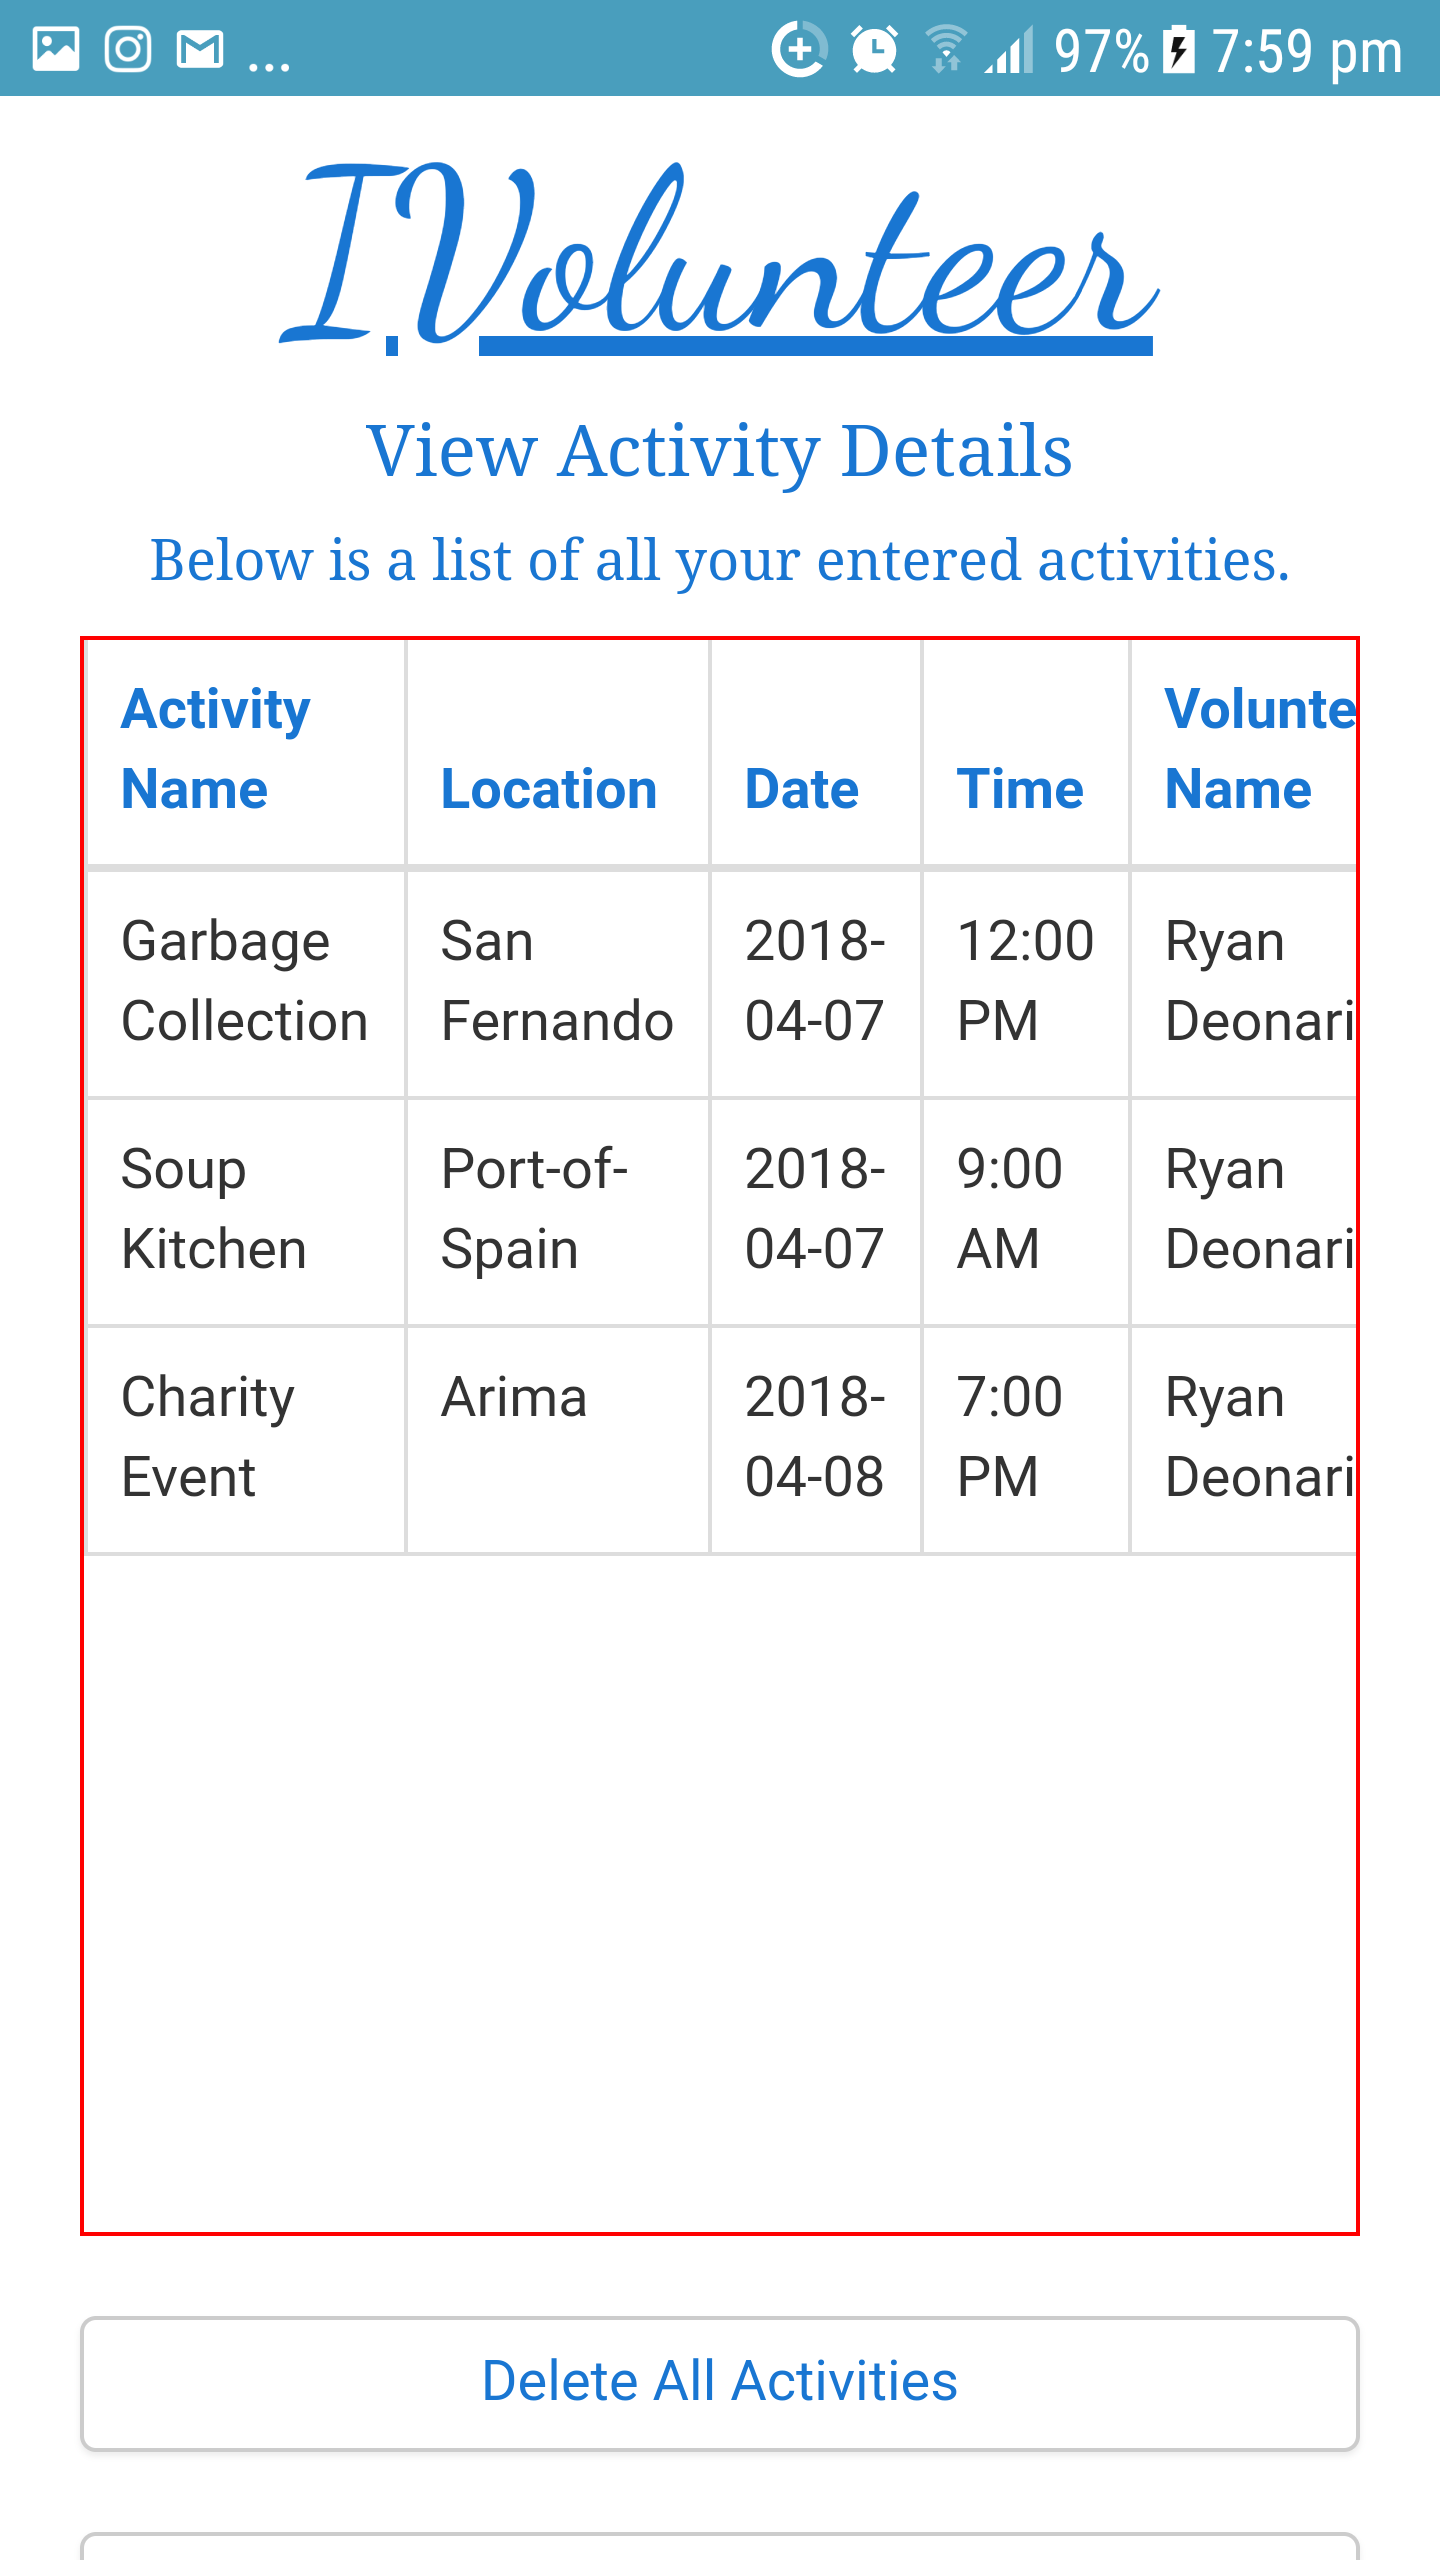 ... 97% 7:59 pm
IVolunteer
View Activity Details
Below is a list of all your entered activities.
Activity Name Location Date Time Volunte Name
Garbage Collection San Fernando 2018-04-07 12:00 PM Ryan Deonari
Soup Kitchen Port-of-Spain 2018-04-07 9:00 AM Ryan Deonari
Charity Event Arima 2018-04-08 7:00 PM Ryan Deonari
Delete All Activities